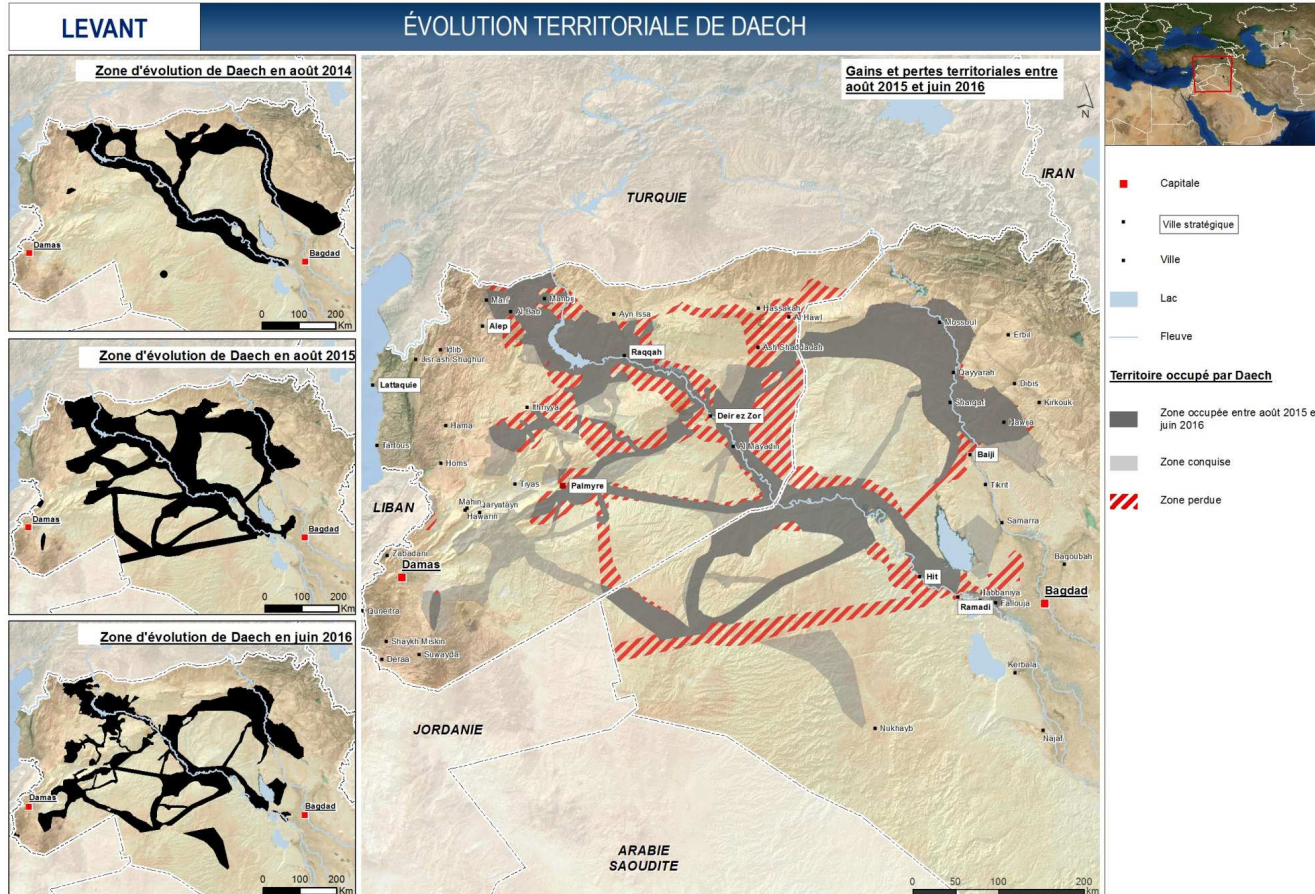 LEVANT
ÉVOLUTION TERRITORIALE DE DAECH
Zone d'évolution de Daech en août 2014
Damas
Bagdad
0 100 200
Km
Zone d'évolution de Daech en août 2015
Damas
Bagdad
0 100 200
Km
Zone d'évolution de Daech en juin 2016
Damas
Bagdad
0 100 200
Km
Gains et pertes territoriales entre
août 2015 et juin 2016
N
IRAN
TURQUIE
Mari'
Manbij
Al Bab
Ayn Issa
Hassakah
Al Hawl
Mossoul
Erbil
Alep
Idlib
Jisr ash Shughur
Raqqah
Ash Shaddadah
Lattaquie
Qayyarah
Dibis
Ithriyya
Deir ez Zor
Sharqat
Kirkouk
Hama
Hawija
Tartous
Al Mayadin
Homs
Baiji
Tiyas
Palmyre
Tikrit
LIBAN
Mahin
Qaryatayn
Hawarin
Samarra
Zabadani
Baqoubah
Damas
Hit
Habbaniya
Bagdad
Ramadi
Fallouja
Quneitra
Shaykh Miskin
Suwayda
Deraa
Kerbala
JORDANIE
Nukhayb
Najaf
ARABIE
SAOUDITE
0 50 100 200
km
Capitale
Ville stratégique
Ville
Lac
Fleuve
Territoire occupé par Daech
Zone occupée entre août 2015 et
juin 2016
Zone conquise
Zone perdue